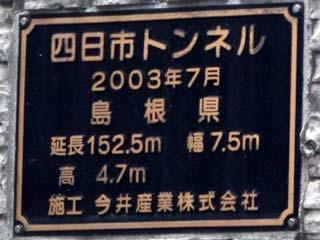 四日市トンネル
2003年7月
島根県
延長152.5m 幅7.5m
高 4.7m
施工 今井産業株式会社